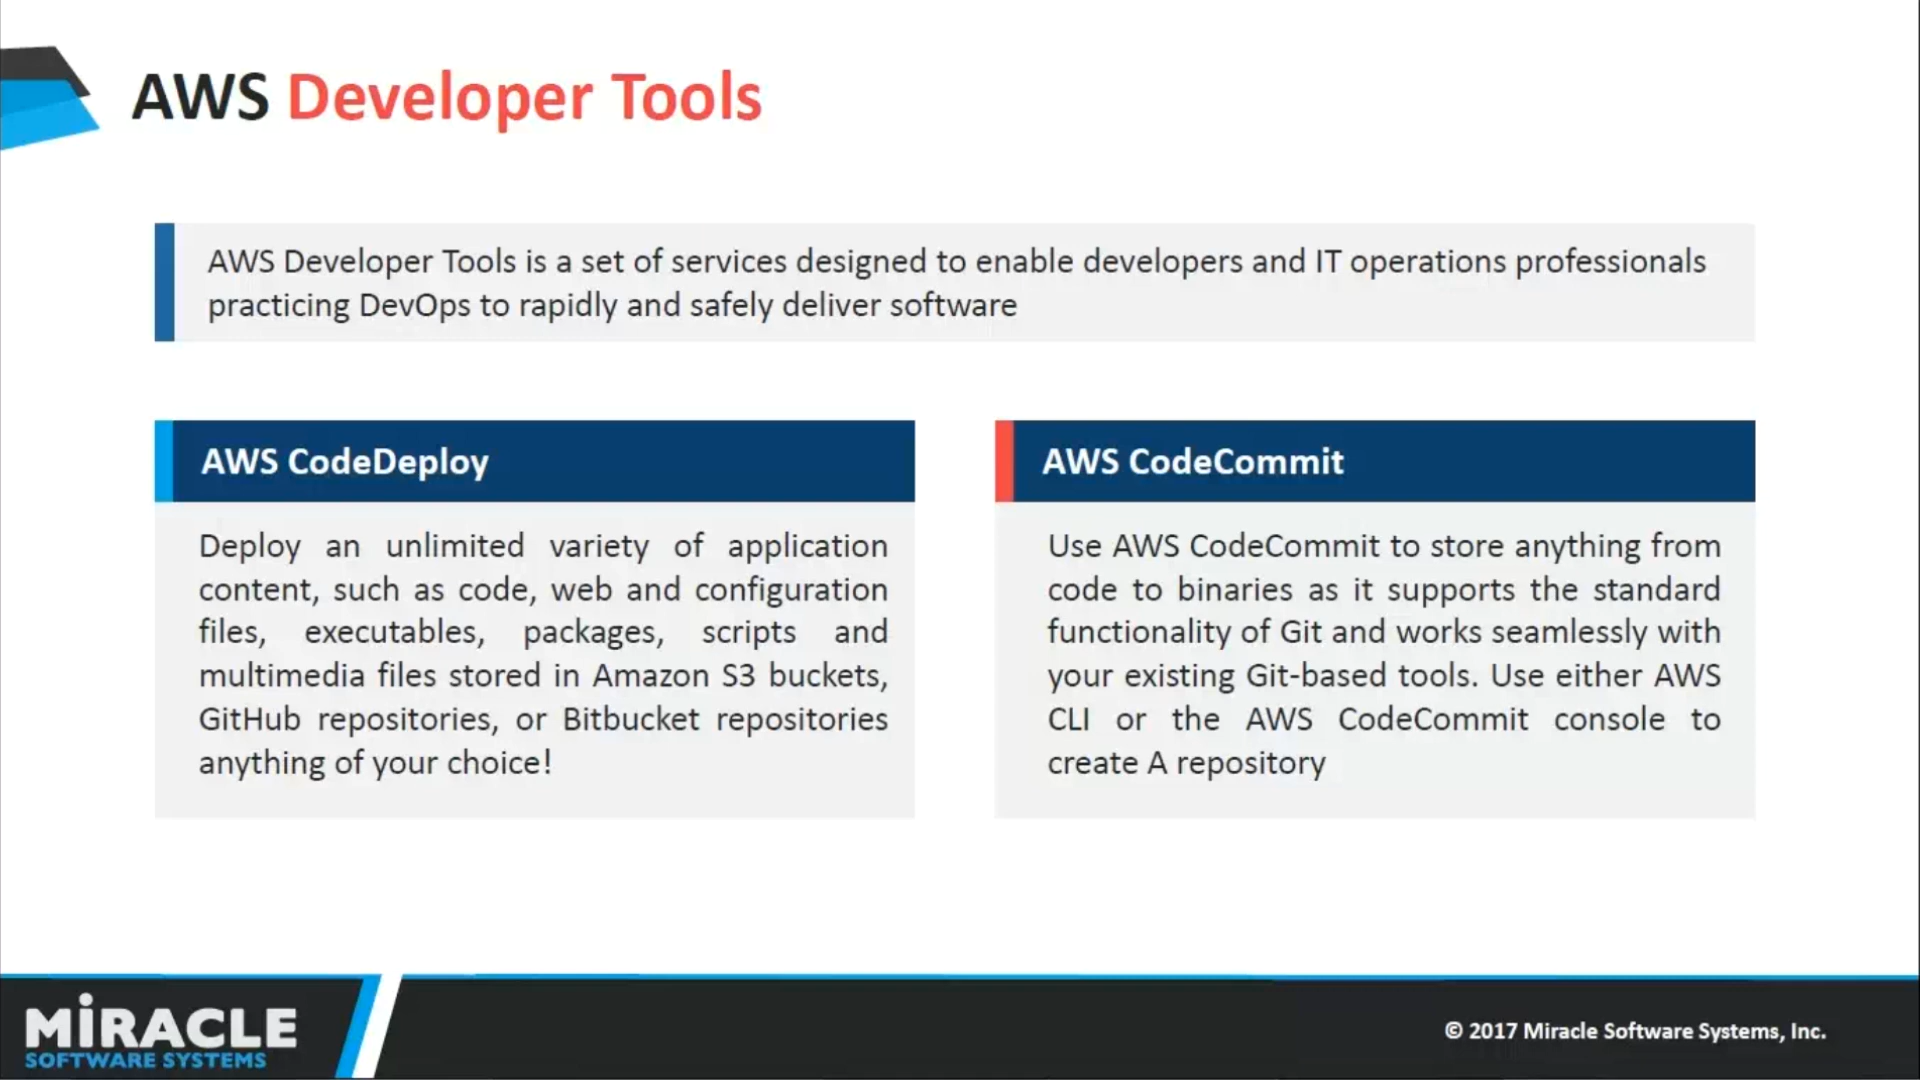 AWS Developer Tools
AWS Developer Tools is a set of services designed to enable developers and IT operations professionals
practicing DevOps to rapidly and safely deliver software
AWS CodeDeploy
Deploy an unlimited variety of application
content, such as code, web and configuration
files, executables, packages, scripts and
multimedia files stored in Amazon S3 buckets,
GitHub repositories, or Bitbucket repositories
anything of your choice!
AWS CodeCommit
Use AWS CodeCommit to store anything from
code to binaries as it supports the standard
functionality of Git and works seamlessly with
your existing Git-based tools. Use either AWS
CLI or the AWS CodeCommit console to
create A repository
MiRACLE
SOFTWARE SYSTEMS
© 2017 Miracle Software Systems, Inc.